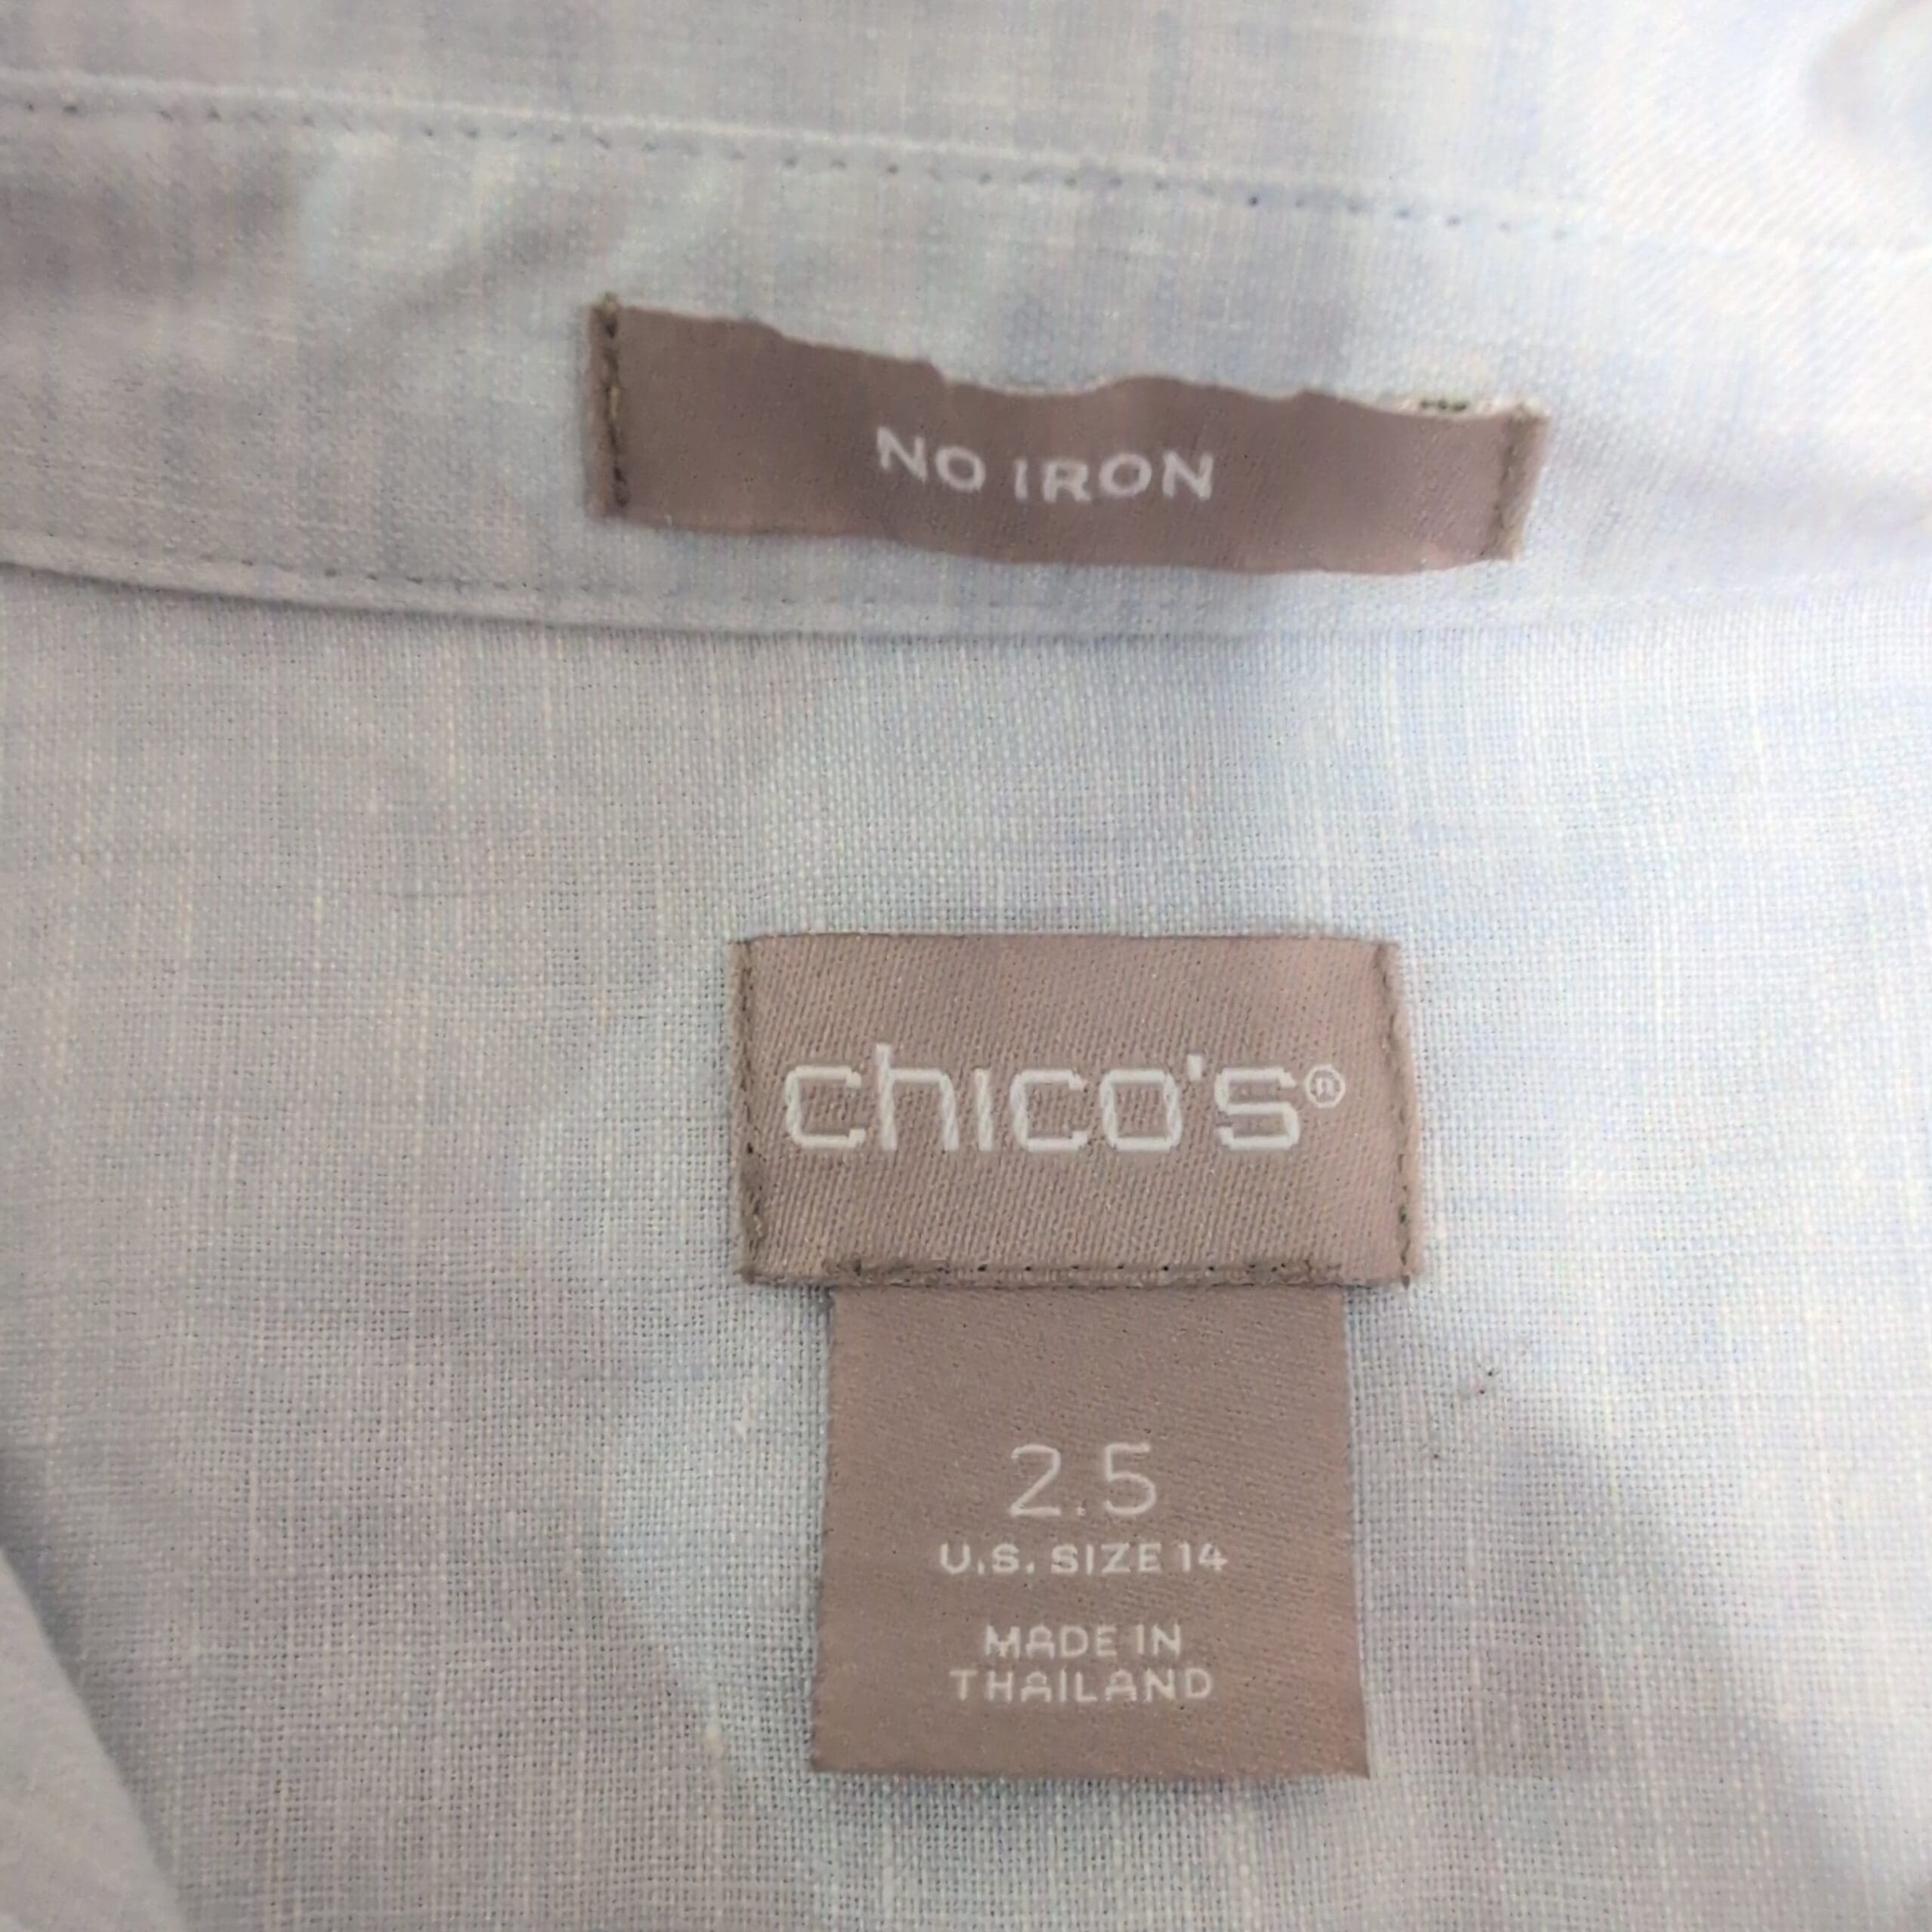 NO IRON
chico's®
2.5
U.S. SIZE 14
MADE IN
THAILAND